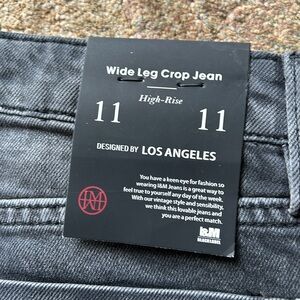 Wide Leg Crop Jean
High-Rise
11 11
DESIGNED BY LOS ANGELES
You have a keen eye for fashion so
wearing I&M Jeans is a great way to
feel true to yourself any day of the week.
With our vintage style and sensibility,
we think this lovable jeans and
you are a perfect match.
I&M
BLACKLABEL